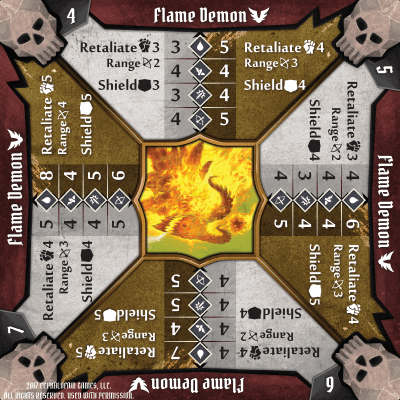 4
Flame Demon
Retaliate 3
Range 2
Shield 3
3 5
4 4
3 4
4 5
Retaliate 4
Range 3
Shield 4
5
Flame Demon
Retaliate 3
Range 2
Shield 4
4 6
4 4
3 4
4 5
Retaliate 4
Range 3
Shield 5
6
Flame Demon
Retaliate 4
Range 2
Shield 4
4 7
4 5
4 5
4 5
Retaliate 5
Range 3
Shield 5
7
Flame Demon
Retaliate 4
Range 3
Shield 4
5 8
4 4
4 5
5 6
Retaliate 5
Range 4
Shield 5
2017 Cephalofair Games, LLC.
All rights reserved. Used with permission.